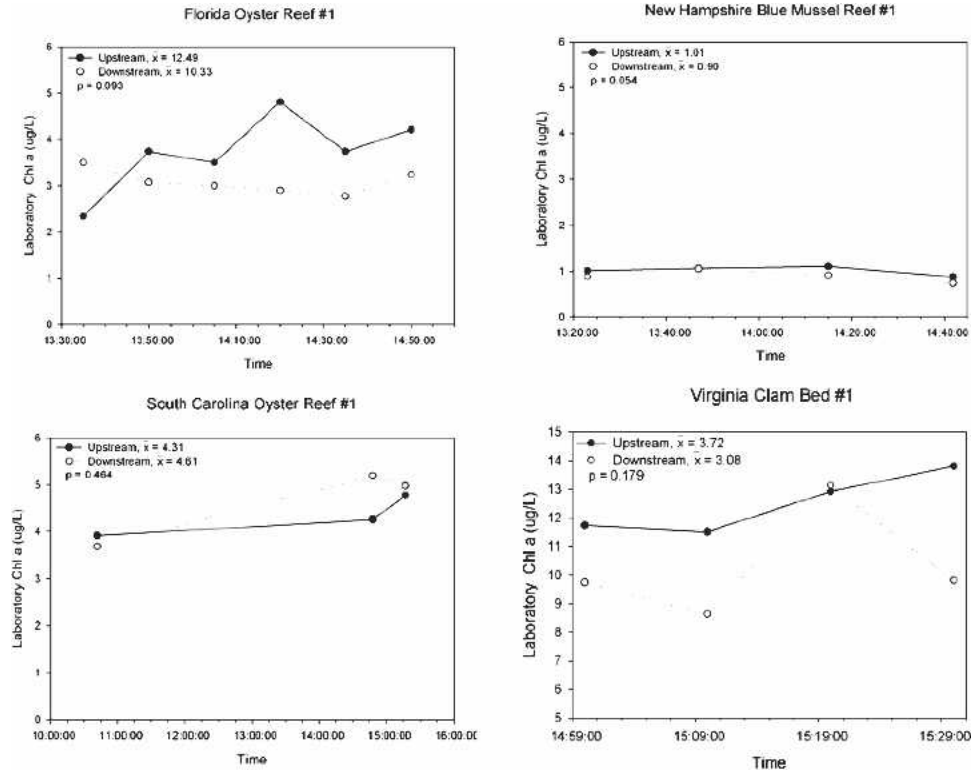 Florida Oyster Reef #1
Upstream, x̄ = 12.49
Downstream, x̄ = 10.33
p = 0.093
Laboratory Chl a (ug/L)
6
5
4
3
2
1
0
13:30:00 13:50:00 14:10:00 14:30:00 14:50:00
Time
New Hampshire Blue Mussel Reef #1
Upstream, x̄ = 1.01
Downstream, x̄ = 0.90
p = 0.054
Laboratory Chl a (ug/L)
6
5
4
3
2
1
0
13:20:00 13:40:00 14:00:00 14:20:00 14:40:00
Time
South Carolina Oyster Reef #1
Upstream, x̄ = 4.31
Downstream, x̄ = 4.61
p = 0.464
Laboratory Chl a (ug/L)
6
5
4
3
2
1
0
10:00:00 11:00:00 12:00:00 13:00:00 14:00:00 15:00:00 16:00:00
Time
Virginia Clam Bed #1
Upstream, x̄ = 3.72
Downstream, x̄ = 3.08
p = 0.179
Laboratory Chl a (ug/L)
15
14
13
12
11
10
9
8
7
6
5
14:59:00 15:09:00 15:19:00 15:29:00
Time